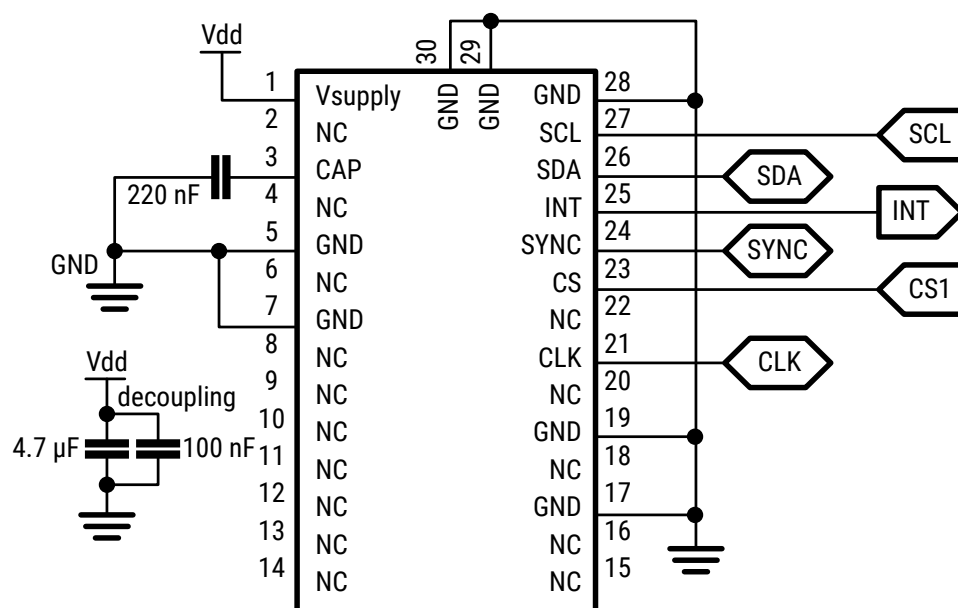 Vdd
30
29
1
Vsupply
GND
GND
GND
28
2
NC
SCL
27
SCL
3
CAP
SDA
26
SDA
220 nF
4
NC
INT
25
INT
5
GND
SYNC
24
SYNC
GND
6
NC
CS
23
CS1
7
GND
NC
22
8
NC
CLK
21
CLK
Vdd
decoupling
9
NC
NC
20
10
NC
GND
19
4.7 µF
100 nF
11
NC
NC
18
12
NC
GND
17
13
NC
NC
16
14
NC
NC
15